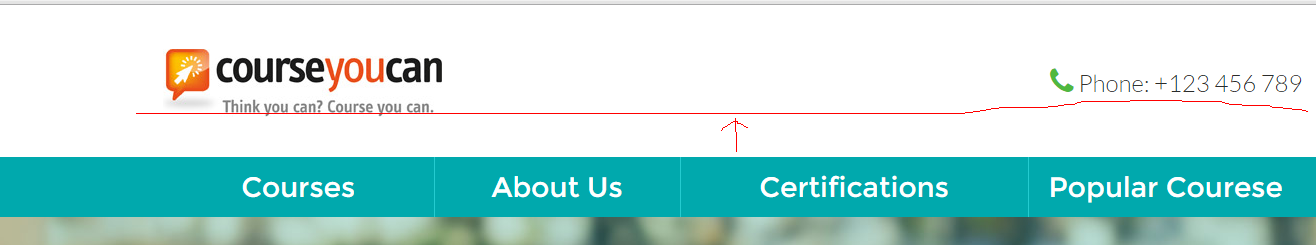 courseyoucan
Think you can? Course you can.
Phone: +123 456 789
Courses
About Us
Certifications
Popular Courese